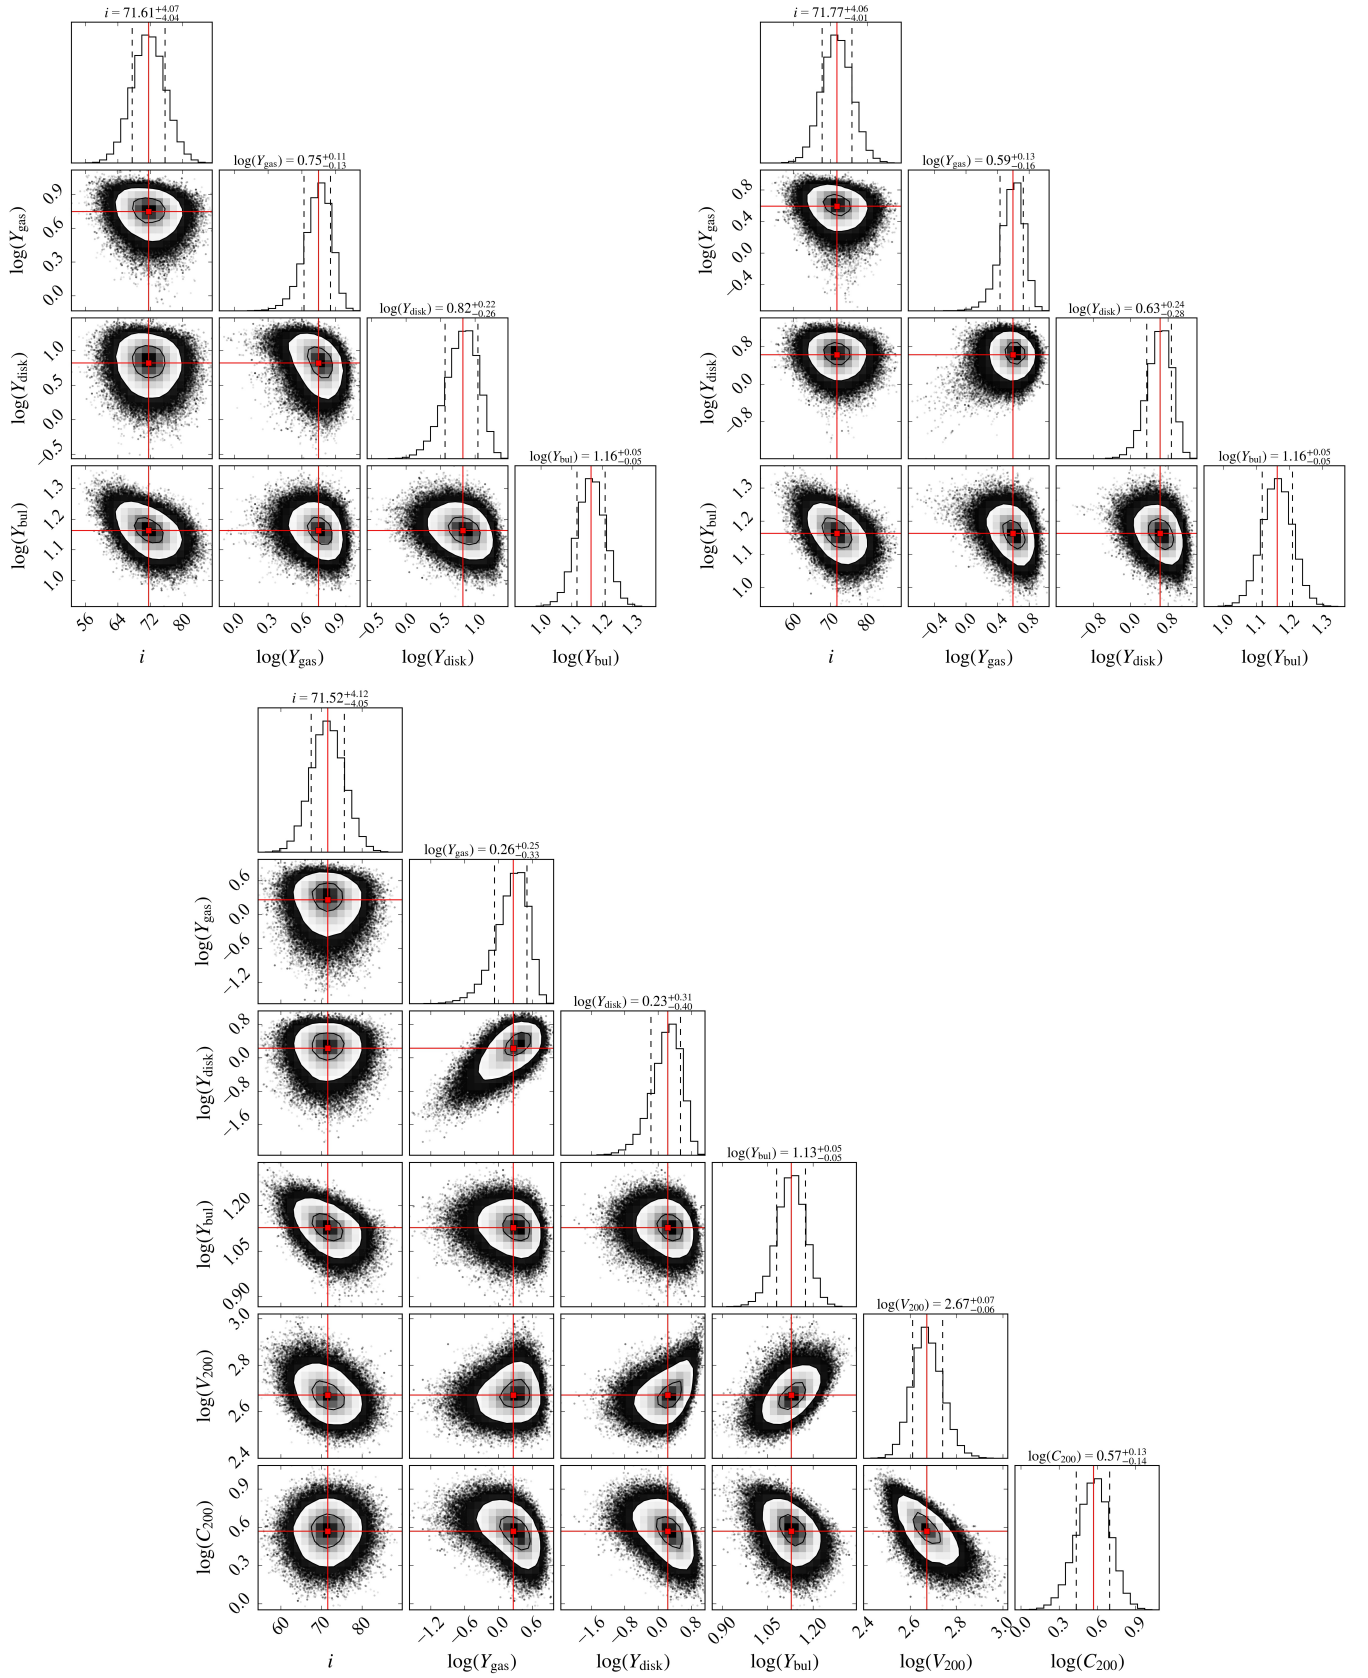 i = 71.61 +4.07 −4.04
log(Y_gas) = 0.75 +0.11 −0.13
log(Y_disk) = 0.82 +0.22 −0.26
log(Y_bul) = 1.16 +0.05 −0.05
log(Y_gas)
0.9
0.6
0.3
0.0
log(Y_disk)
1.0
0.5
0.0
−0.5
log(Y_bul)
1.3
1.2
1.1
1.0
56 64 72 80
0.0 0.3 0.6 0.9
−0.5 0.0 0.5 1.0
1.0 1.1 1.2 1.3
i log(Y_gas) log(Y_disk) log(Y_bul)
i = 71.77 +4.06 −4.01
log(Y_gas) = 0.59 +0.13 −0.16
log(Y_disk) = 0.63 +0.24 −0.28
log(Y_bul) = 1.16 +0.05 −0.05
log(Y_gas)
0.8
0.4
0.0
−0.4
log(Y_disk)
0.8
0.0
−0.8
log(Y_bul)
1.3
1.2
1.1
1.0
60 70 80
−0.4 0.0 0.4 0.8
−0.8 0.0 0.8
1.0 1.1 1.2 1.3
i log(Y_gas) log(Y_disk) log(Y_bul)
i = 71.52 +4.12 −4.05
log(Y_gas) = 0.26 +0.25 −0.33
log(Y_disk) = 0.23 +0.31 −0.40
log(Y_bul) = 1.13 +0.05 −0.05
log(V_200) = 2.67 +0.07 −0.06
log(C_200) = 0.57 +0.13 −0.14
log(Y_gas)
0.6
0.0
−0.6
−1.2
log(Y_disk)
0.8
0.0
−0.8
−1.6
log(Y_bul)
1.20
1.05
0.90
log(V_200)
3.0
2.8
2.6
2.4
log(C_200)
0.9
0.6
0.3
0.0
60 70 80
−1.2 −0.6 0.0 0.6
−1.6 −0.8 0.0 0.8
0.90 1.05 1.20
2.4 2.6 2.8 3.0
0.0 0.3 0.6 0.9
i log(Y_gas) log(Y_disk) log(Y_bul) log(V_200) log(C_200)